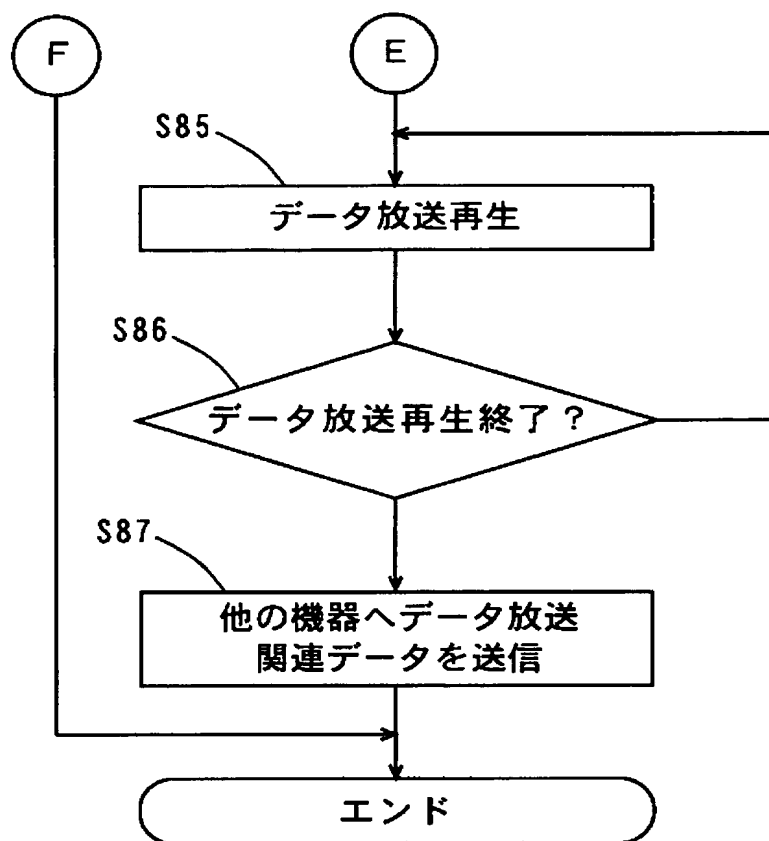 F
E
S85
データ放送再生
S86
データ放送再生終了？
S87
他の機器へデータ放送
関連データを送信
エンド